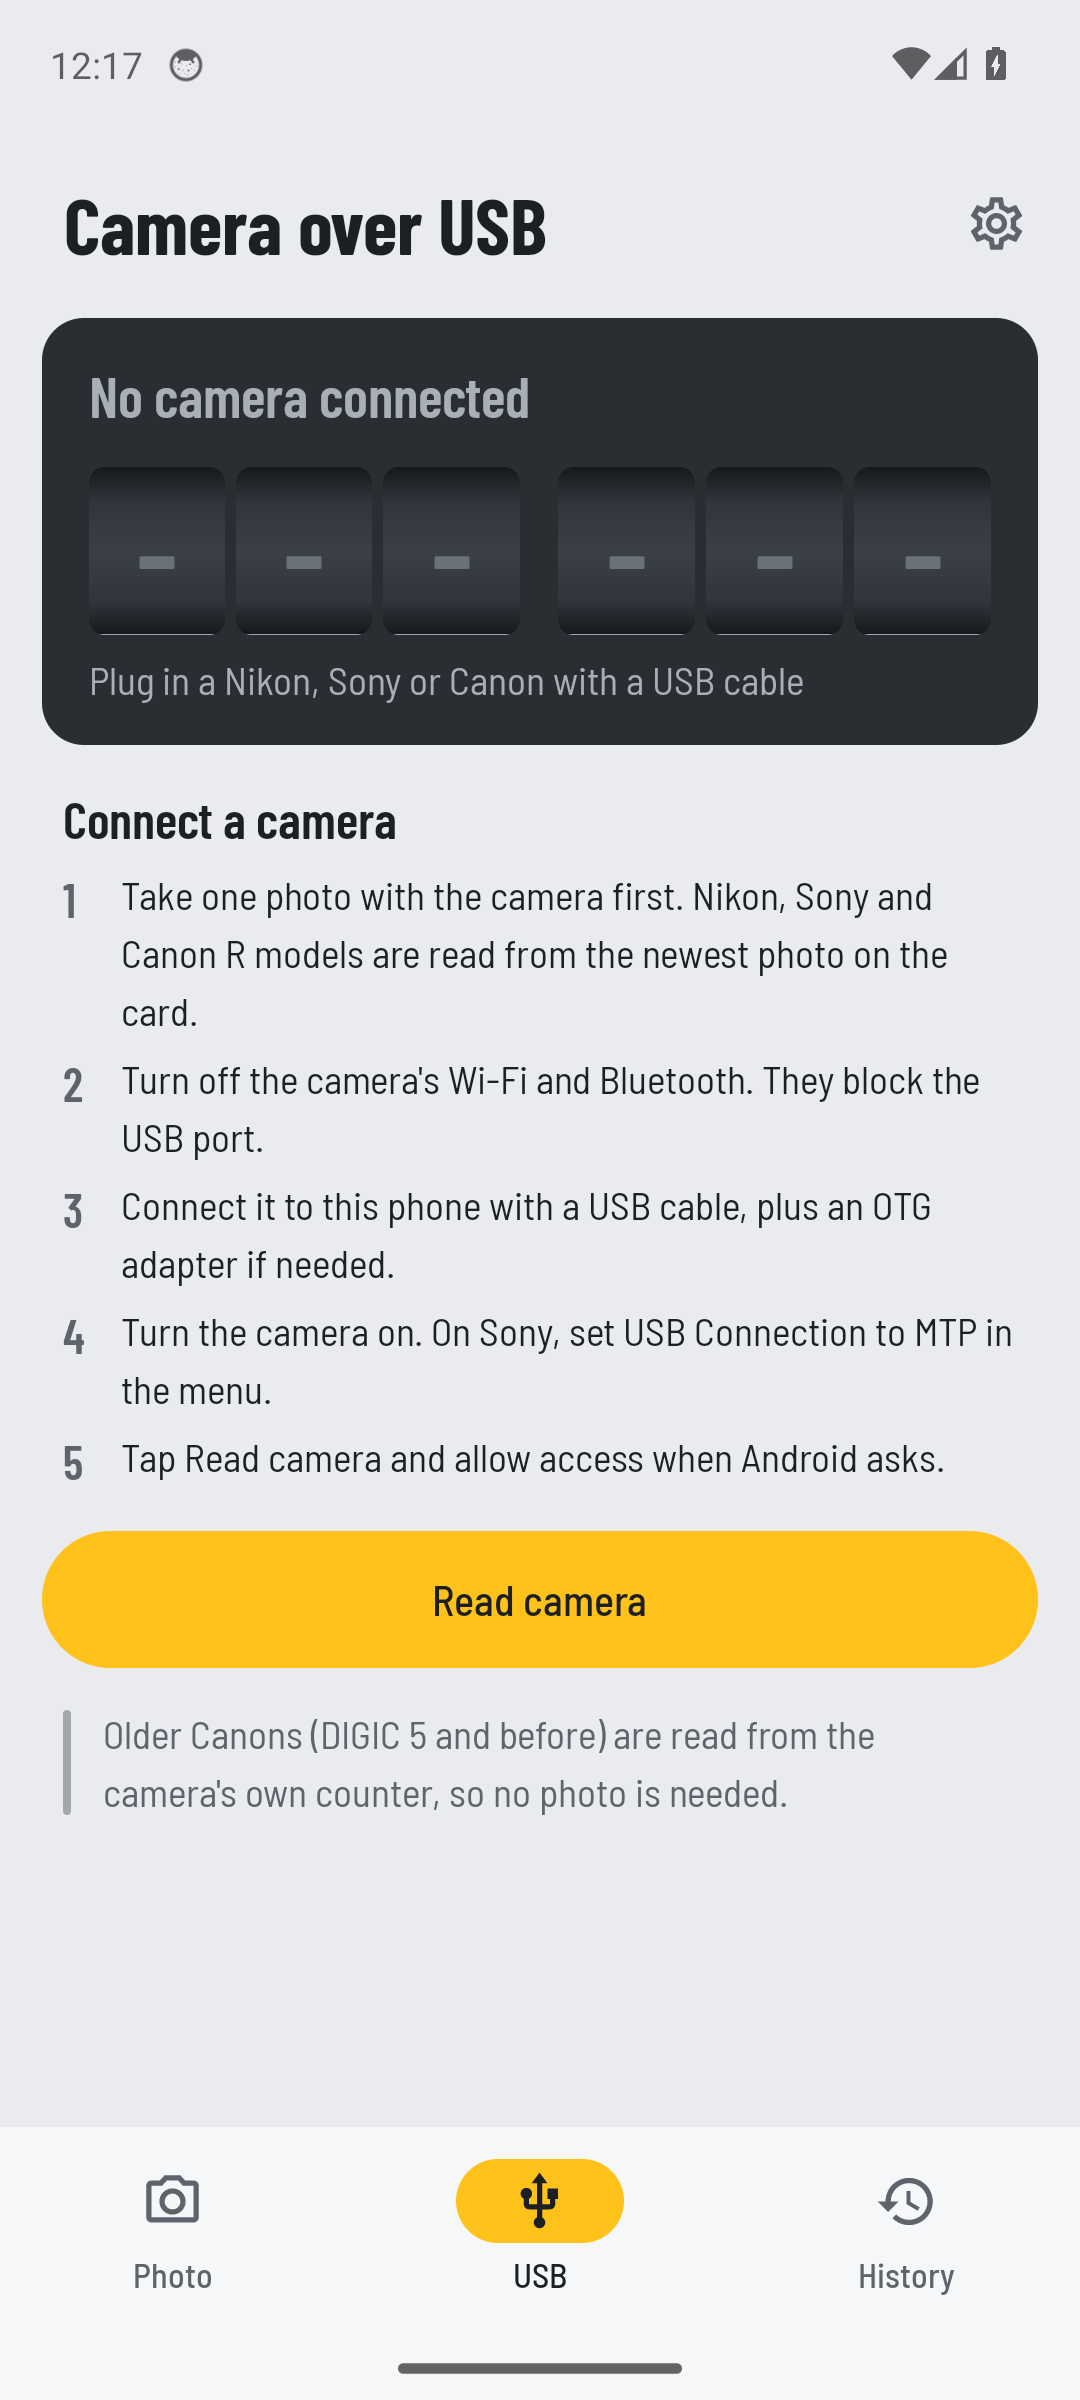 12:17
Camera over USB
No camera connected
– – – – – –
Plug in a Nikon, Sony or Canon with a USB cable
Connect a camera
1 Take one photo with the camera first. Nikon, Sony and
Canon R models are read from the newest photo on the
card.
2 Turn off the camera's Wi-Fi and Bluetooth. They block the
USB port.
3 Connect it to this phone with a USB cable, plus an OTG
adapter if needed.
4 Turn the camera on. On Sony, set USB Connection to MTP in
the menu.
5 Tap Read camera and allow access when Android asks.
Read camera
Older Canons (DIGIC 5 and before) are read from the
camera's own counter, so no photo is needed.
Photo USB History